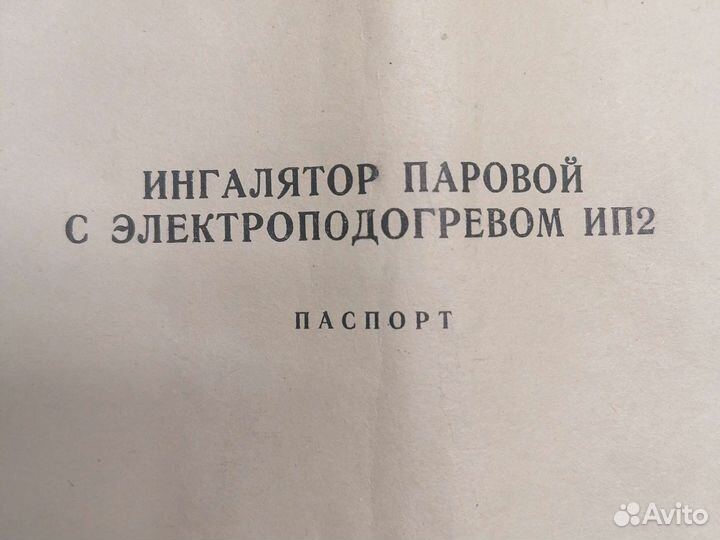 ИНГАЛЯТОР ПАРОВОЙ
С ЭЛЕКТРОПОДОГРЕВОМ ИП2
ПАСПОРТ
Avito